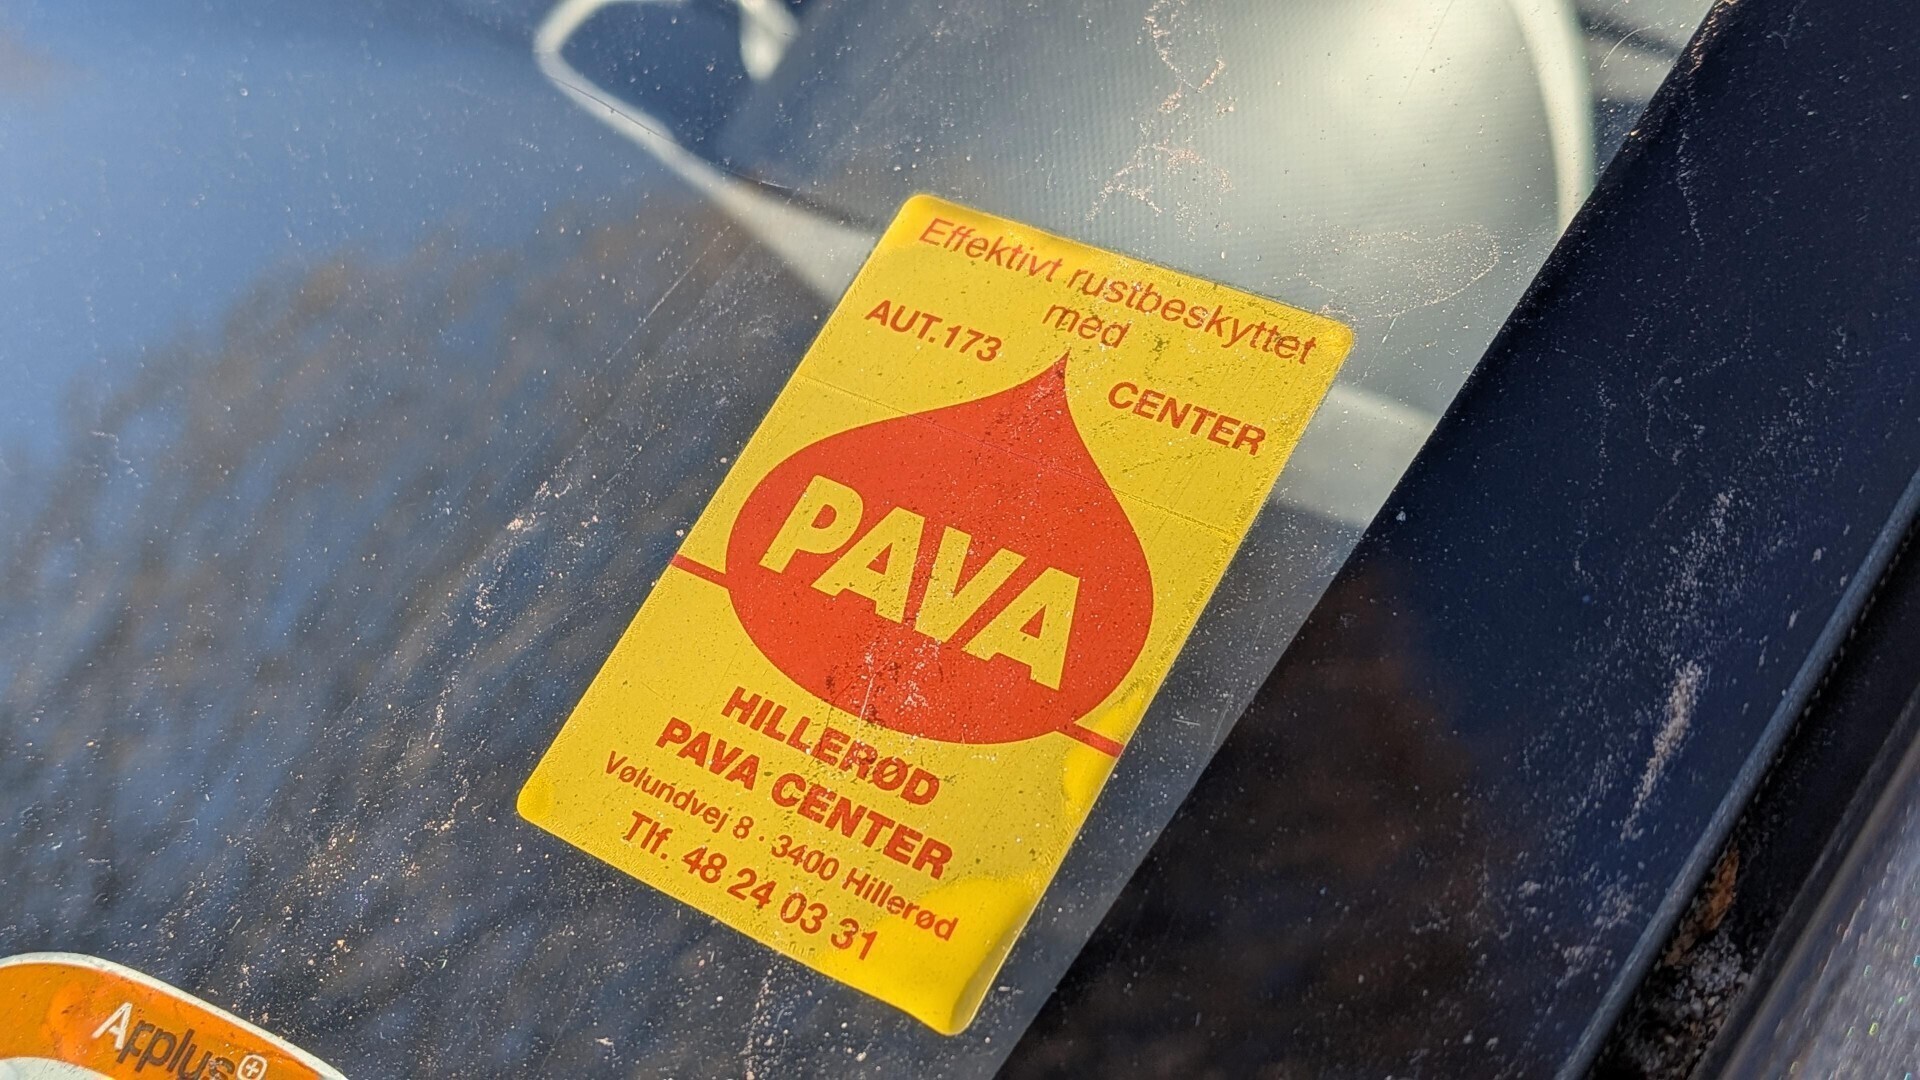 Effektivt rustbeskyttet
med
AUT.173
CENTER
PAVA
HILLERØD
PAVA CENTER
Vølundvej 8 · 3400 Hillerød
Tlf. 48 24 03 31
Applus+